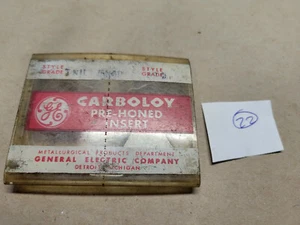 STYLE
STYLE
GRADE
GRADE
GE
CARBOLOY
PRE-HONED
INSERT
METALLURGICAL PRODUCTS DEPARTMENT
GENERAL ELECTRIC COMPANY
DETROIT, MICHIGAN
22